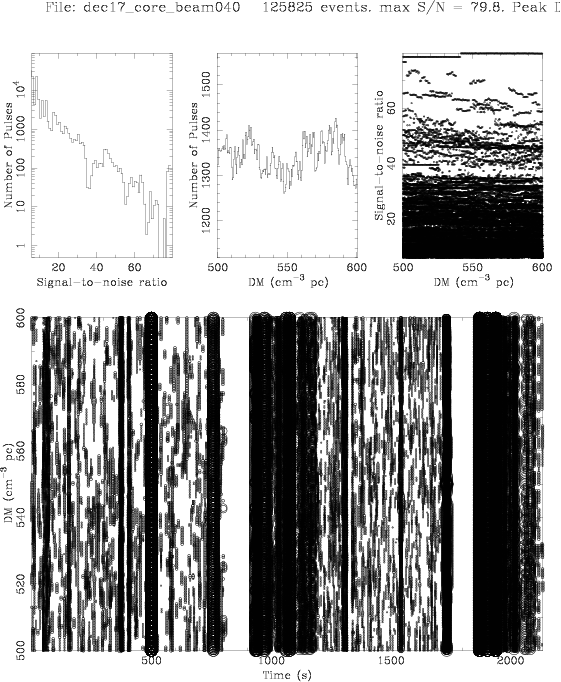 File: dec17_core_beam040 125825 events. max S/N = 79.8. Peak D
Number of Pulses
10⁴
1000
100
10
1
20 40 60
Signal-to-noise ratio
Number of Pulses
1500
1400
1300
1200
500 550 600
DM (cm⁻³ pc)
Signal-to-noise ratio
60
40
20
500 550 600
DM (cm⁻³ pc)
DM (cm⁻³ pc)
600
580
560
540
520
500
500 1000 1500 2000
Time (s)